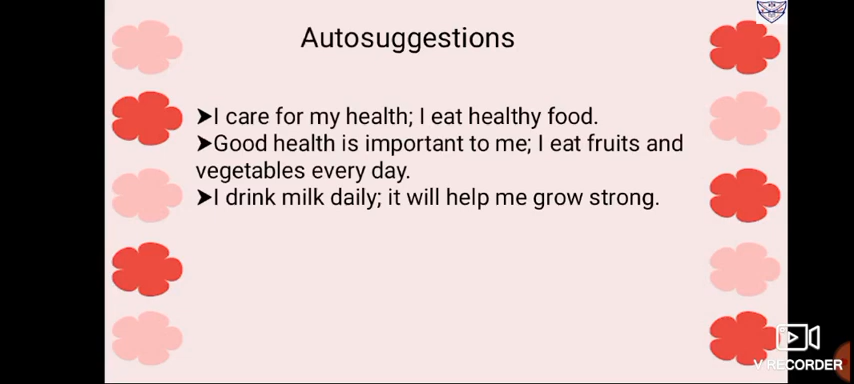 Autosuggestions
➤I care for my health; I eat healthy food.
➤Good health is important to me; I eat fruits and
vegetables every day.
➤I drink milk daily; it will help me grow strong.
V RECORDER